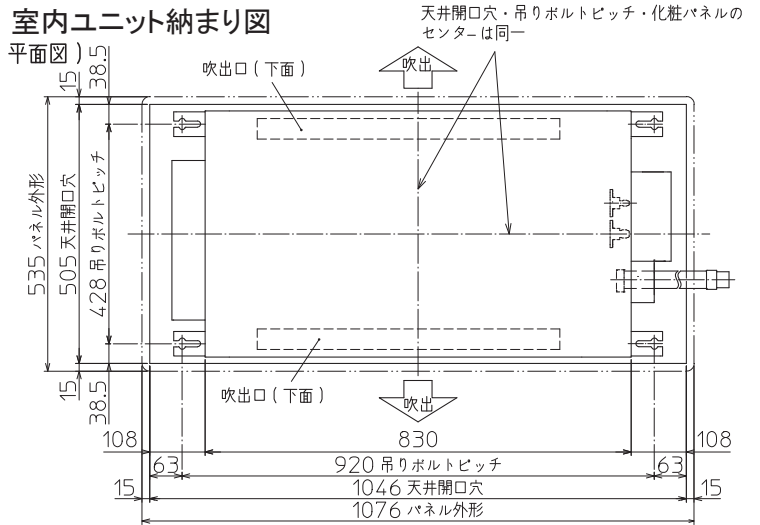 室内ユニット納まり図
平面図）
天井開口穴・吊りボルトピッチ・化粧パネルの
センターは同一
吹出
吹出口（下面）
15
38.5
535 パネル外形
505 天井開口穴
428 吊りボルトピッチ
15
38.5
吹出口（下面）
吹出
108
830
108
63
920 吊りボルトピッチ
63
15
1046 天井開口穴
15
1076 パネル外形